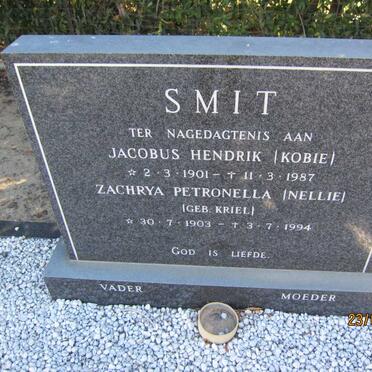 SMIT
TER NAGEDAGTENIS AAN
JACOBUS HENDRIK (KOBIE)
☆ 2·3·1901 – ✝ 11·3·1987
ZACHRYA PETRONELLA (NELLIE)
(GEB. KRIEL)
☆ 30·7·1903 – ✝ 3·7·1994
GOD IS LIEFDE.
VADER MOEDER
23/